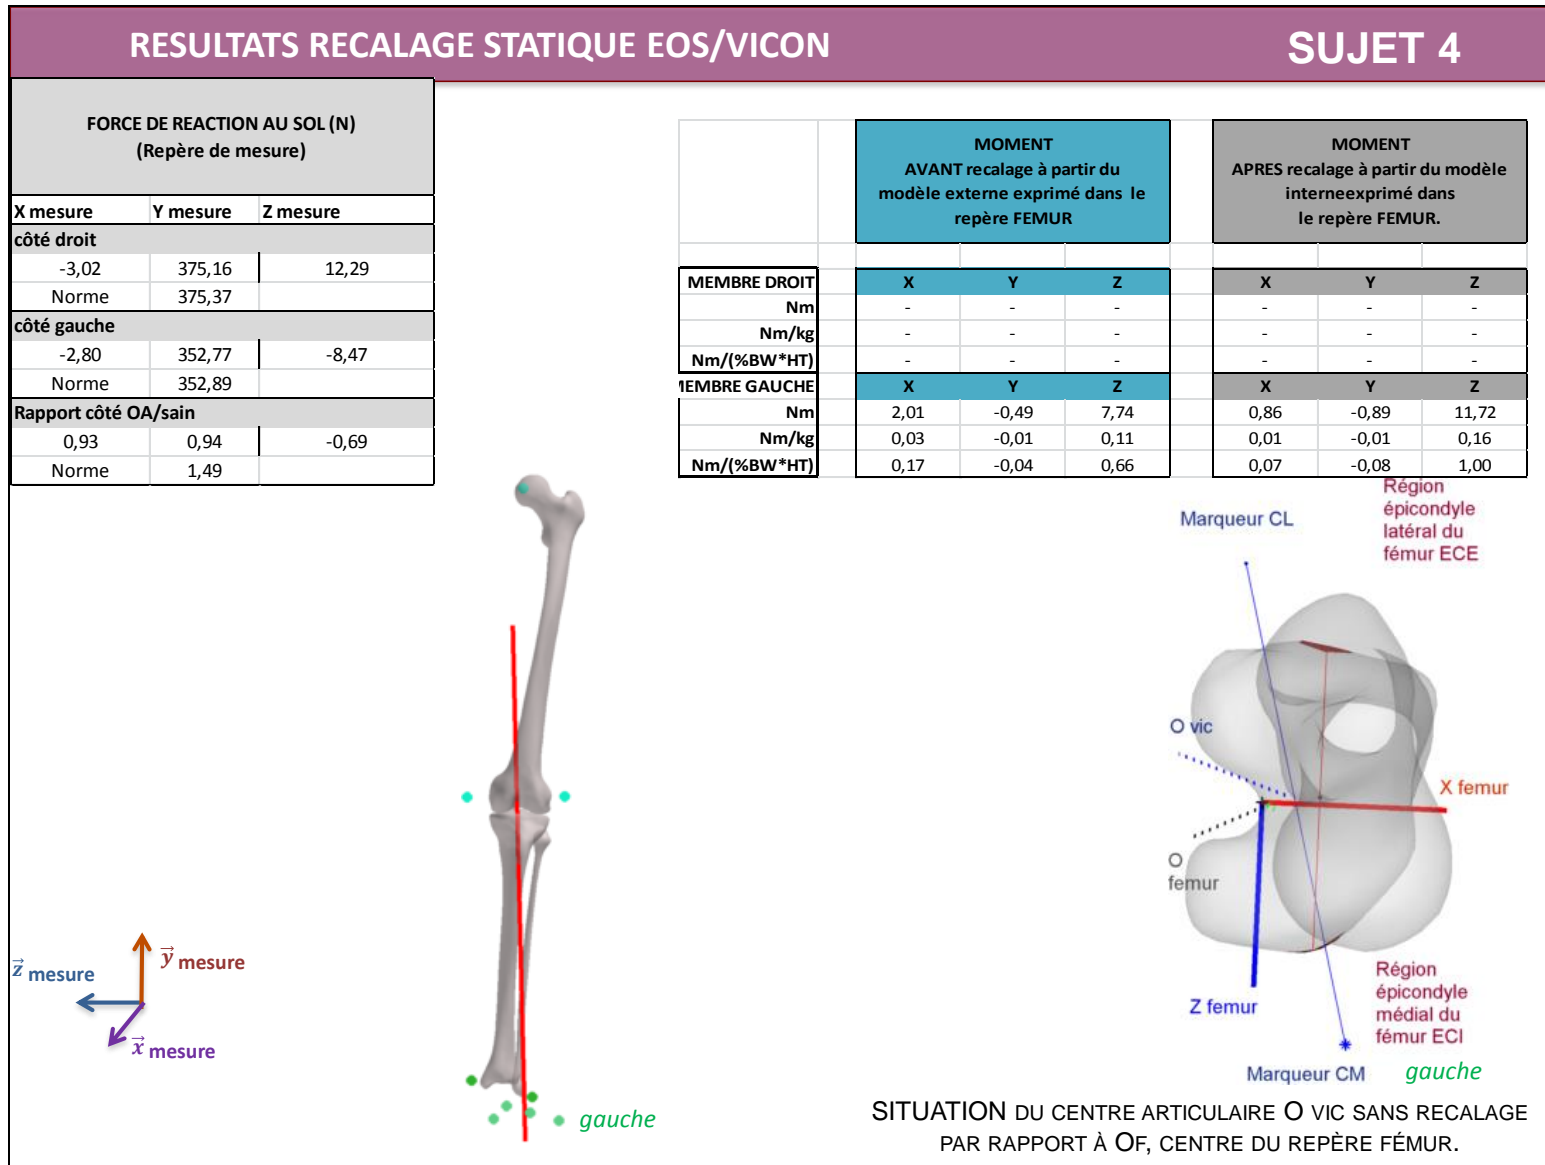 RESULTATS RECALAGE STATIQUE EOS/VICON
SUJET 4
FORCE DE REACTION AU SOL (N)
(Repère de mesure)
X mesure Y mesure Z mesure
côté droit
-3,02 375,16 12,29
Norme 375,37
côté gauche
-2,80 352,77 -8,47
Norme 352,89
Rapport côté OA/sain
0,93 0,94 -0,69
Norme 1,49
MOMENT
AVANT recalage à partir du
modèle externe exprimé dans le
repère FEMUR
MOMENT
APRES recalage à partir du modèle
interneexprimé dans
le repère FEMUR.
MEMBRE DROIT X Y Z X Y Z
Nm - - - - - -
Nm/kg - - - - - -
Nm/(%BW*HT) - - - - - -
MEMBRE GAUCHE X Y Z X Y Z
Nm 2,01 -0,49 7,74 0,86 -0,89 11,72
Nm/kg 0,03 -0,01 0,11 0,01 -0,01 0,16
Nm/(%BW*HT) 0,17 -0,04 0,66 0,07 -0,08 1,00
Région
épicondyle
latéral du
fémur ECE
Marqueur CL
O vic
X femur
O
femur
Z femur
Région
épicondyle
médial du
fémur ECI
Marqueur CM
gauche
y mesure
z mesure
x mesure
gauche
SITUATION DU CENTRE ARTICULAIRE O VIC SANS RECALAGE
PAR RAPPORT À OF, CENTRE DU REPÈRE FÉMUR.